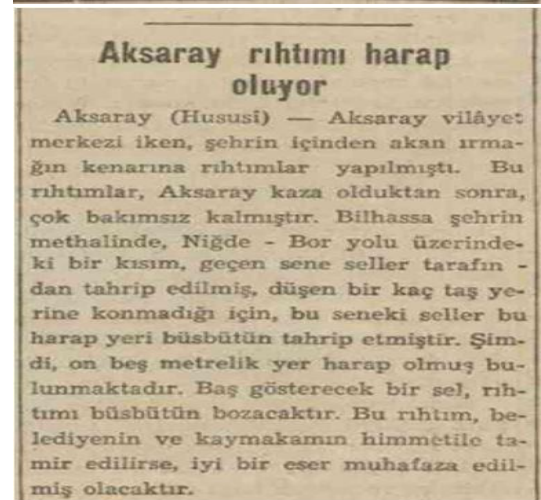 Aksaray rıhtımı harap
oluyor
Aksaray (Hususî) — Aksaray vilâyet
merkezi iken, şehrin içinden akan ırma-
ğın kenarına rıhtımlar yapılmıştı. Bu
rıhtımlar, Aksaray kaza olduktan sonra,
çok bakımsız kalmıştır. Bilhassa şehrin
methalinde, Niğde - Bor yolu üzerinde-
ki bir kısım, geçen sene seller tarafın -
dan tahrip edilmiş, düşen bir kaç taş ye-
rine konmadığı için, bu seneki seller bu
harap yeri büsbütün tahrip etmiştir. Şim-
di, on beş metrelik yer harap olmuş bu-
lunmaktadır. Baş gösterecek bir sel, rıh-
tımı büsbütün bozacaktır. Bu rıhtım, be-
lediyenin ve kaymakamın himmetile ta-
mir edilirse, iyi bir eser muhafaza edil-
miş olacaktır.